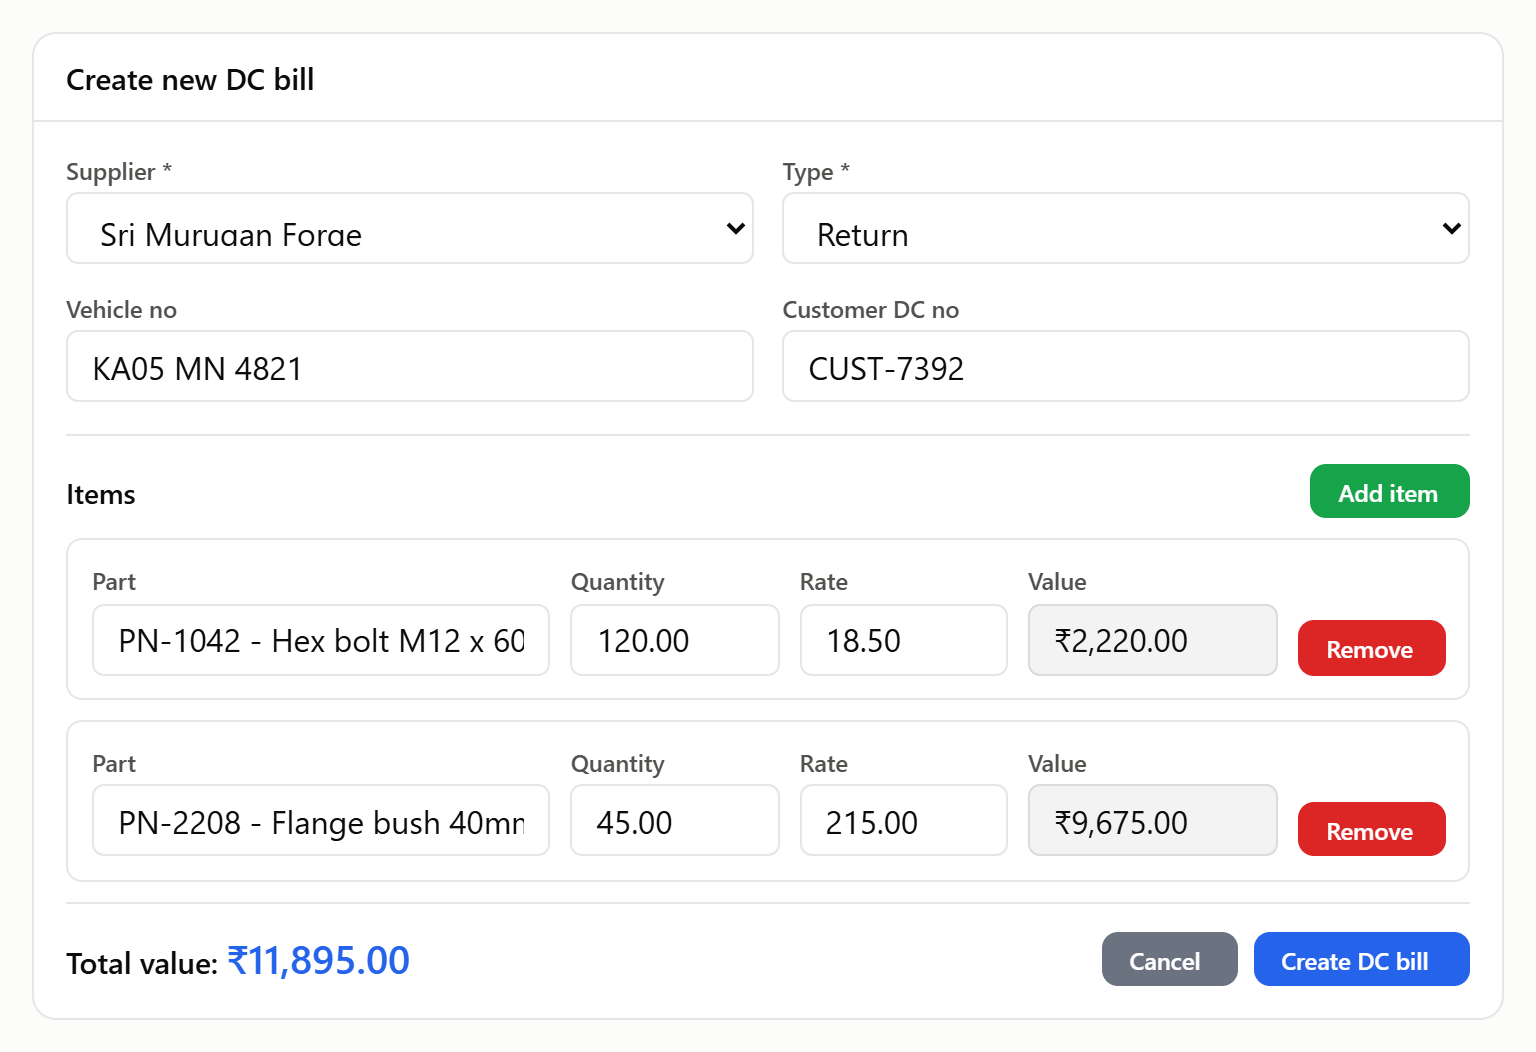 Create new DC bill
Supplier * Type *
Sri Murugan Forge Return
Vehicle no Customer DC no
KA05 MN 4821 CUST-7392
Items Add item
Part Quantity Rate Value
PN-1042 - Hex bolt M12 x 60 120.00 18.50 ₹2,220.00 Remove
Part Quantity Rate Value
PN-2208 - Flange bush 40mm 45.00 215.00 ₹9,675.00 Remove
Total value: ₹11,895.00 Cancel Create DC bill